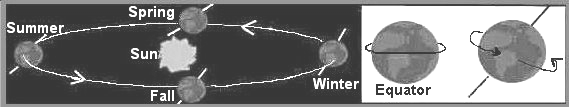 Spring
Summer
Sun
Winter
Fall
Equator